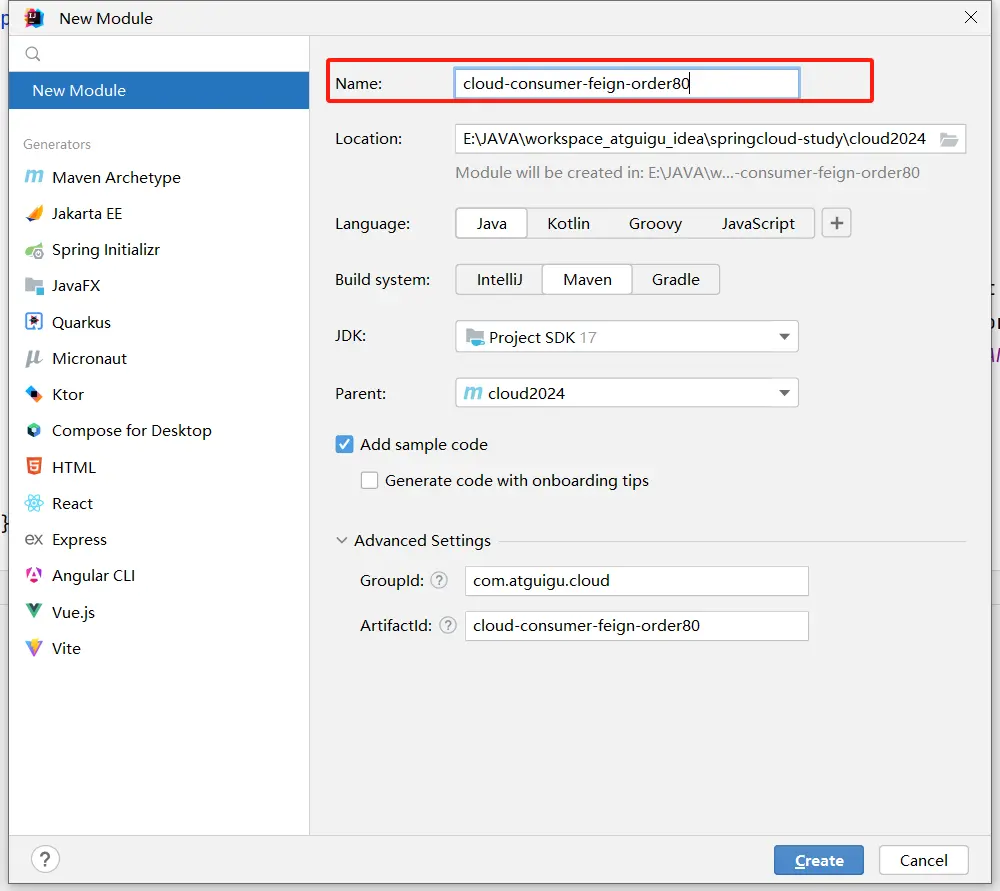 New Module
New Module
Generators
Maven Archetype
Jakarta EE
Spring Initializr
JavaFX
Quarkus
Micronaut
Ktor
Compose for Desktop
HTML
React
Express
Angular CLI
Vue.js
Vite
Name: cloud-consumer-feign-order80
Location: E:\JAVA\workspace_atguigu_idea\springcloud-study\cloud2024
Module will be created in: E:\JAVA\w...-consumer-feign-order80
Language: Java Kotlin Groovy JavaScript +
Build system: IntelliJ Maven Gradle
JDK: Project SDK 17
Parent: cloud2024
Add sample code
Generate code with onboarding tips
Advanced Settings
GroupId: ? com.atguigu.cloud
ArtifactId: ? cloud-consumer-feign-order80
? Create Cancel